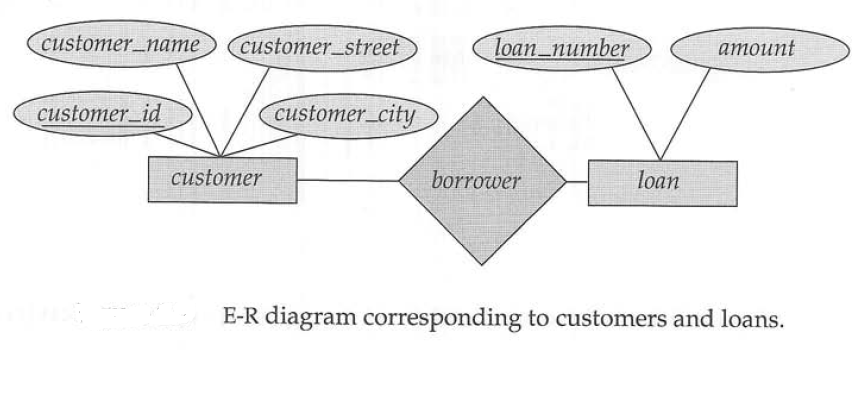 customer_name customer_street loan_number amount
customer_id customer_city
customer borrower loan
E-R diagram corresponding to customers and loans.